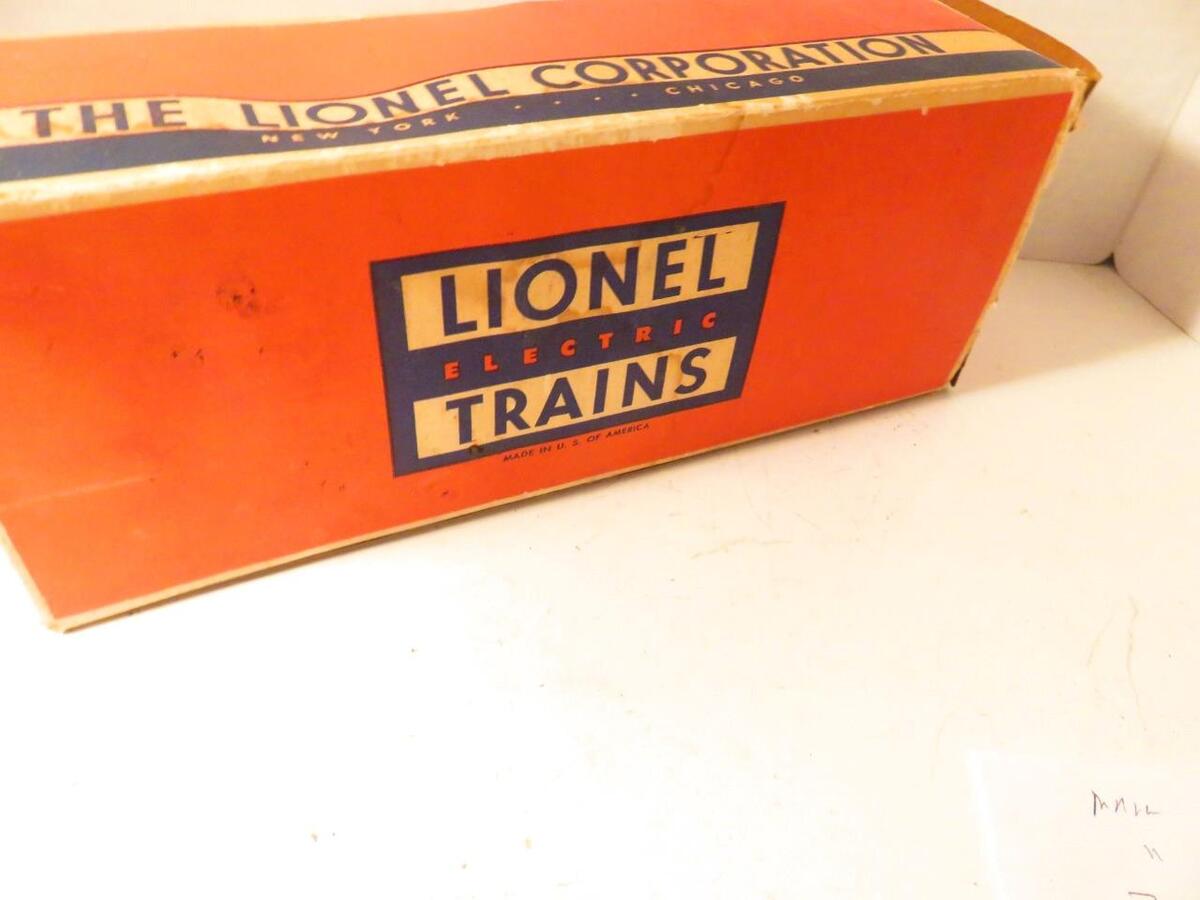 THE LIONEL CORPORATION
NEW YORK · · · · CHICAGO
LIONEL
ELECTRIC
TRAINS
MADE IN U. S. OF AMERICA